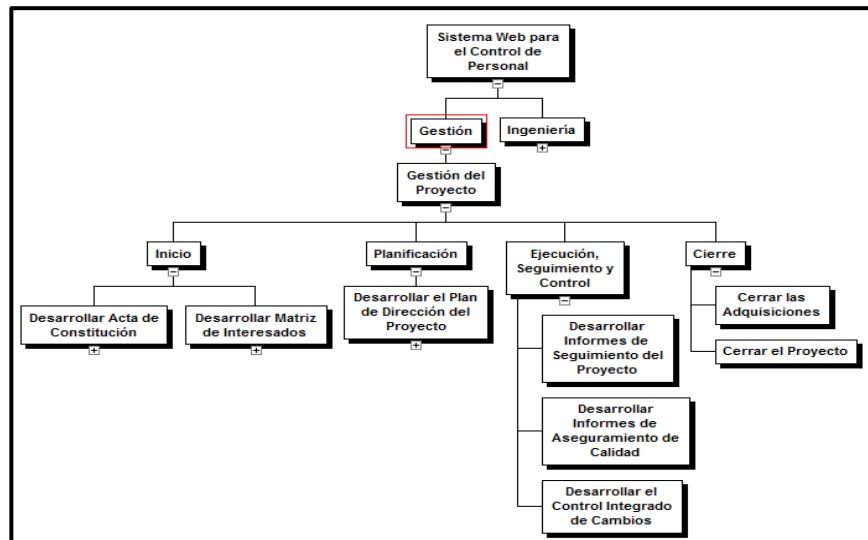 Sistema Web para
el Control de
Personal
Gestión
Ingeniería
Gestión del
Proyecto
Inicio
Planificación
Ejecución,
Seguimiento y
Control
Cierre
Desarrollar Acta de
Constitución
Desarrollar Matriz
de Interesados
Desarrollar el Plan
de Dirección del
Proyecto
Desarrollar
Informes de
Seguimiento del
Proyecto
Desarrollar
Informes de
Aseguramiento de
Calidad
Desarrollar el
Control Integrado
de Cambios
Cerrar las
Adquisiciones
Cerrar el Proyecto